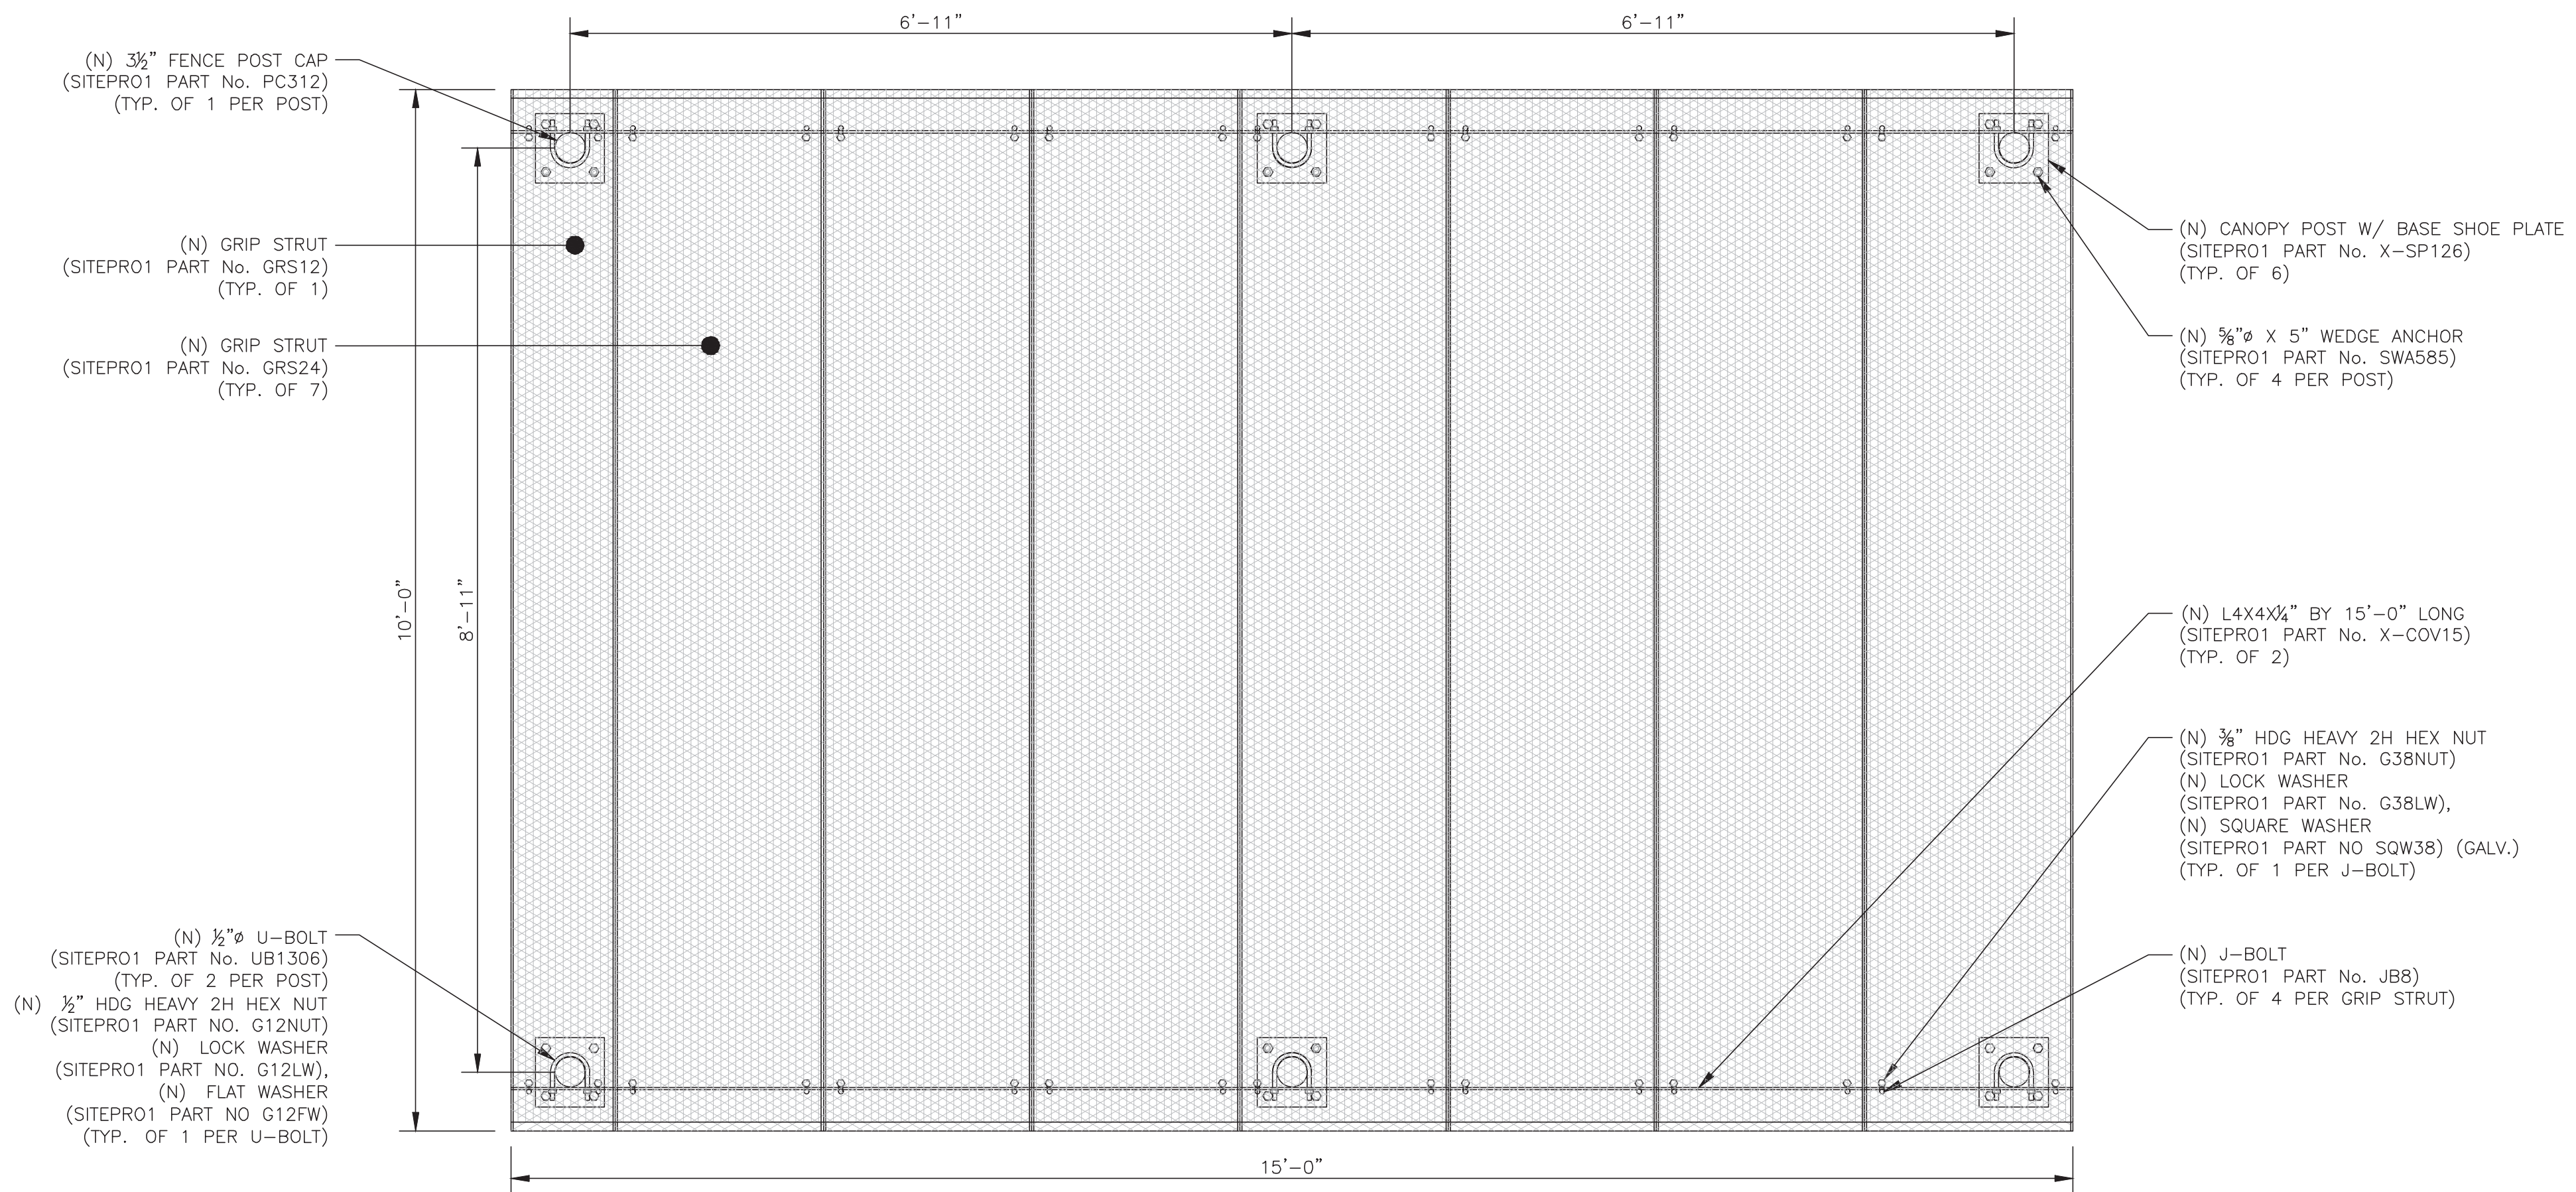 6'-11"
6'-11"
(N) 3½" FENCE POST CAP
(SITEPRO1 PART No. PC312)
(TYP. OF 1 PER POST)
(N) GRIP STRUT
(SITEPRO1 PART No. GRS12)
(TYP. OF 1)
(N) GRIP STRUT
(SITEPRO1 PART No. GRS24)
(TYP. OF 7)
10'-0"
8'-11"
(N) ½"ø U-BOLT
(SITEPRO1 PART No. UB1306)
(TYP. OF 2 PER POST)
(N) ½" HDG HEAVY 2H HEX NUT
(SITEPRO1 PART NO. G12NUT)
(N) LOCK WASHER
(SITEPRO1 PART NO. G12LW),
(N) FLAT WASHER
(SITEPRO1 PART NO G12FW)
(TYP. OF 1 PER U-BOLT)
(N) CANOPY POST W/ BASE SHOE PLATE
(SITEPRO1 PART No. X-SP126)
(TYP. OF 6)
(N) ⅝"ø X 5" WEDGE ANCHOR
(SITEPRO1 PART No. SWA585)
(TYP. OF 4 PER POST)
(N) L4X4X¼" BY 15'-0" LONG
(SITEPRO1 PART No. X-COV15)
(TYP. OF 2)
(N) ⅜" HDG HEAVY 2H HEX NUT
(SITEPRO1 PART No. G38NUT)
(N) LOCK WASHER
(SITEPRO1 PART No. G38LW),
(N) SQUARE WASHER
(SITEPRO1 PART NO SQW38) (GALV.)
(TYP. OF 1 PER J-BOLT)
(N) J-BOLT
(SITEPRO1 PART No. JB8)
(TYP. OF 4 PER GRIP STRUT)
15'-0"